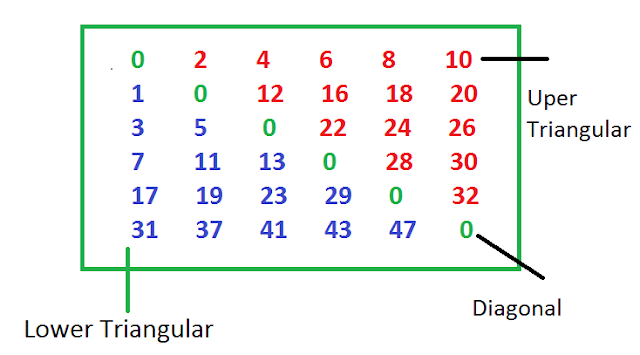 0 2 4 6 8 10
1 0 12 16 18 20
3 5 0 22 24 26
7 11 13 0 28 30
17 19 23 29 0 32
31 37 41 43 47 0
Uper
Triangular
Diagonal
Lower Triangular